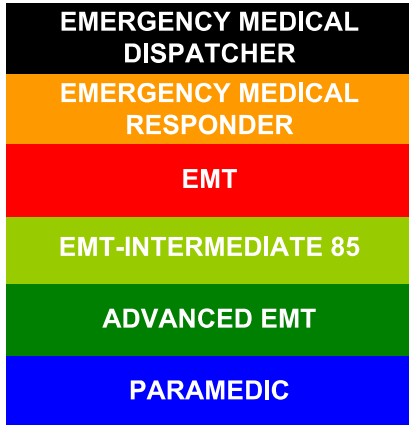 EMERGENCY MEDICAL
DISPATCHER
EMERGENCY MEDICAL
RESPONDER
EMT
EMT-INTERMEDIATE 85
ADVANCED EMT
PARAMEDIC